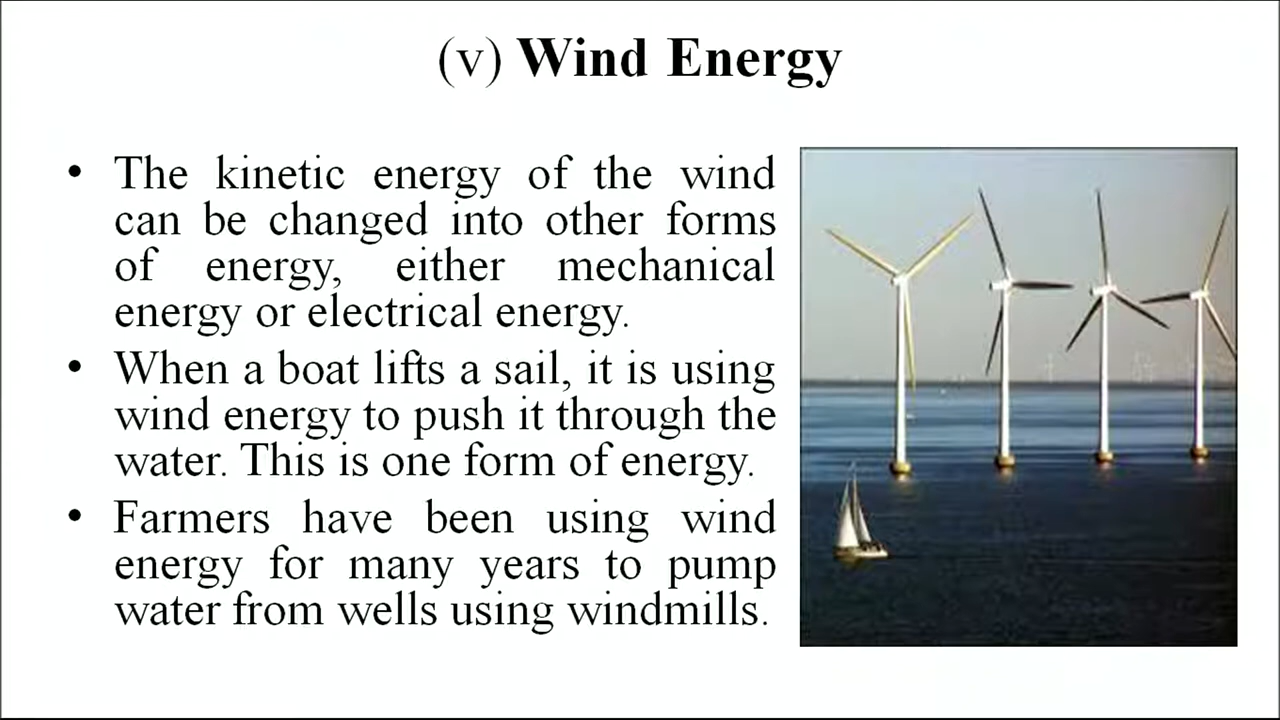 (v) Wind Energy
• The kinetic energy of the wind
can be changed into other forms
of energy, either mechanical
energy or electrical energy.
• When a boat lifts a sail, it is using
wind energy to push it through the
water. This is one form of energy.
• Farmers have been using wind
energy for many years to pump
water from wells using windmills.